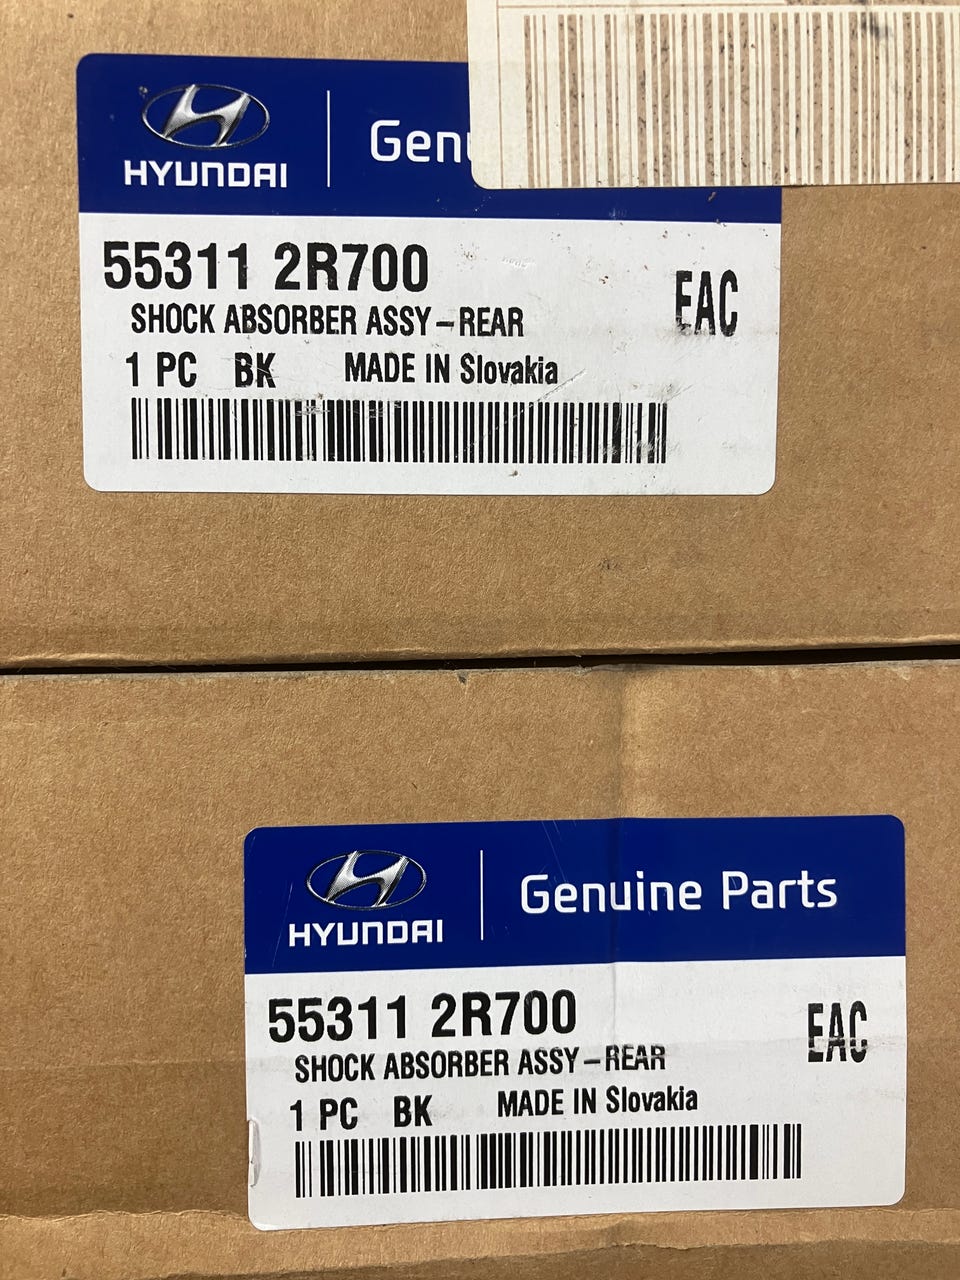 HYUNDAI
55311 2R700
EAC
SHOCK ABSORBER ASSY-REAR
1 PC BK MADE IN Slovakia
HYUNDAI Genuine Parts
55311 2R700
EAC
SHOCK ABSORBER ASSY-REAR
1 PC BK MADE IN Slovakia